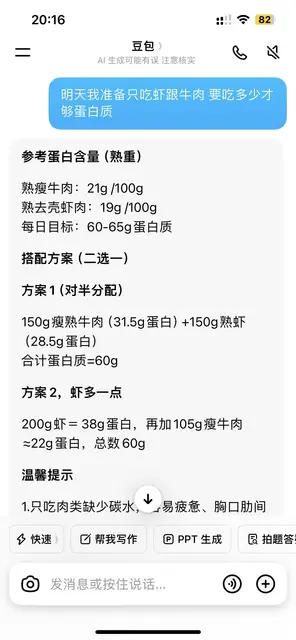 20:16
82
豆包
AI 生成可能有误 注意核实
明天我准备只吃虾跟牛肉 要吃多少才
够蛋白质
参考蛋白含量（熟重）
熟瘦牛肉：21g /100g
熟去壳虾肉：19g /100g
每日目标：60-65g蛋白质
搭配方案（二选一）
方案1（对半分配）
150g瘦熟牛肉（31.5g蛋白）+150g熟虾
（28.5g蛋白）
合计蛋白质=60g
方案2，虾多一点
200g虾＝38g蛋白，再加105g瘦牛肉
≈22g蛋白，总数60g
温馨提示
1.只吃肉类缺少碳水，易疲惫、胸口肋间
快速
帮我写作
PPT 生成
拍题答
发消息或按住说话...